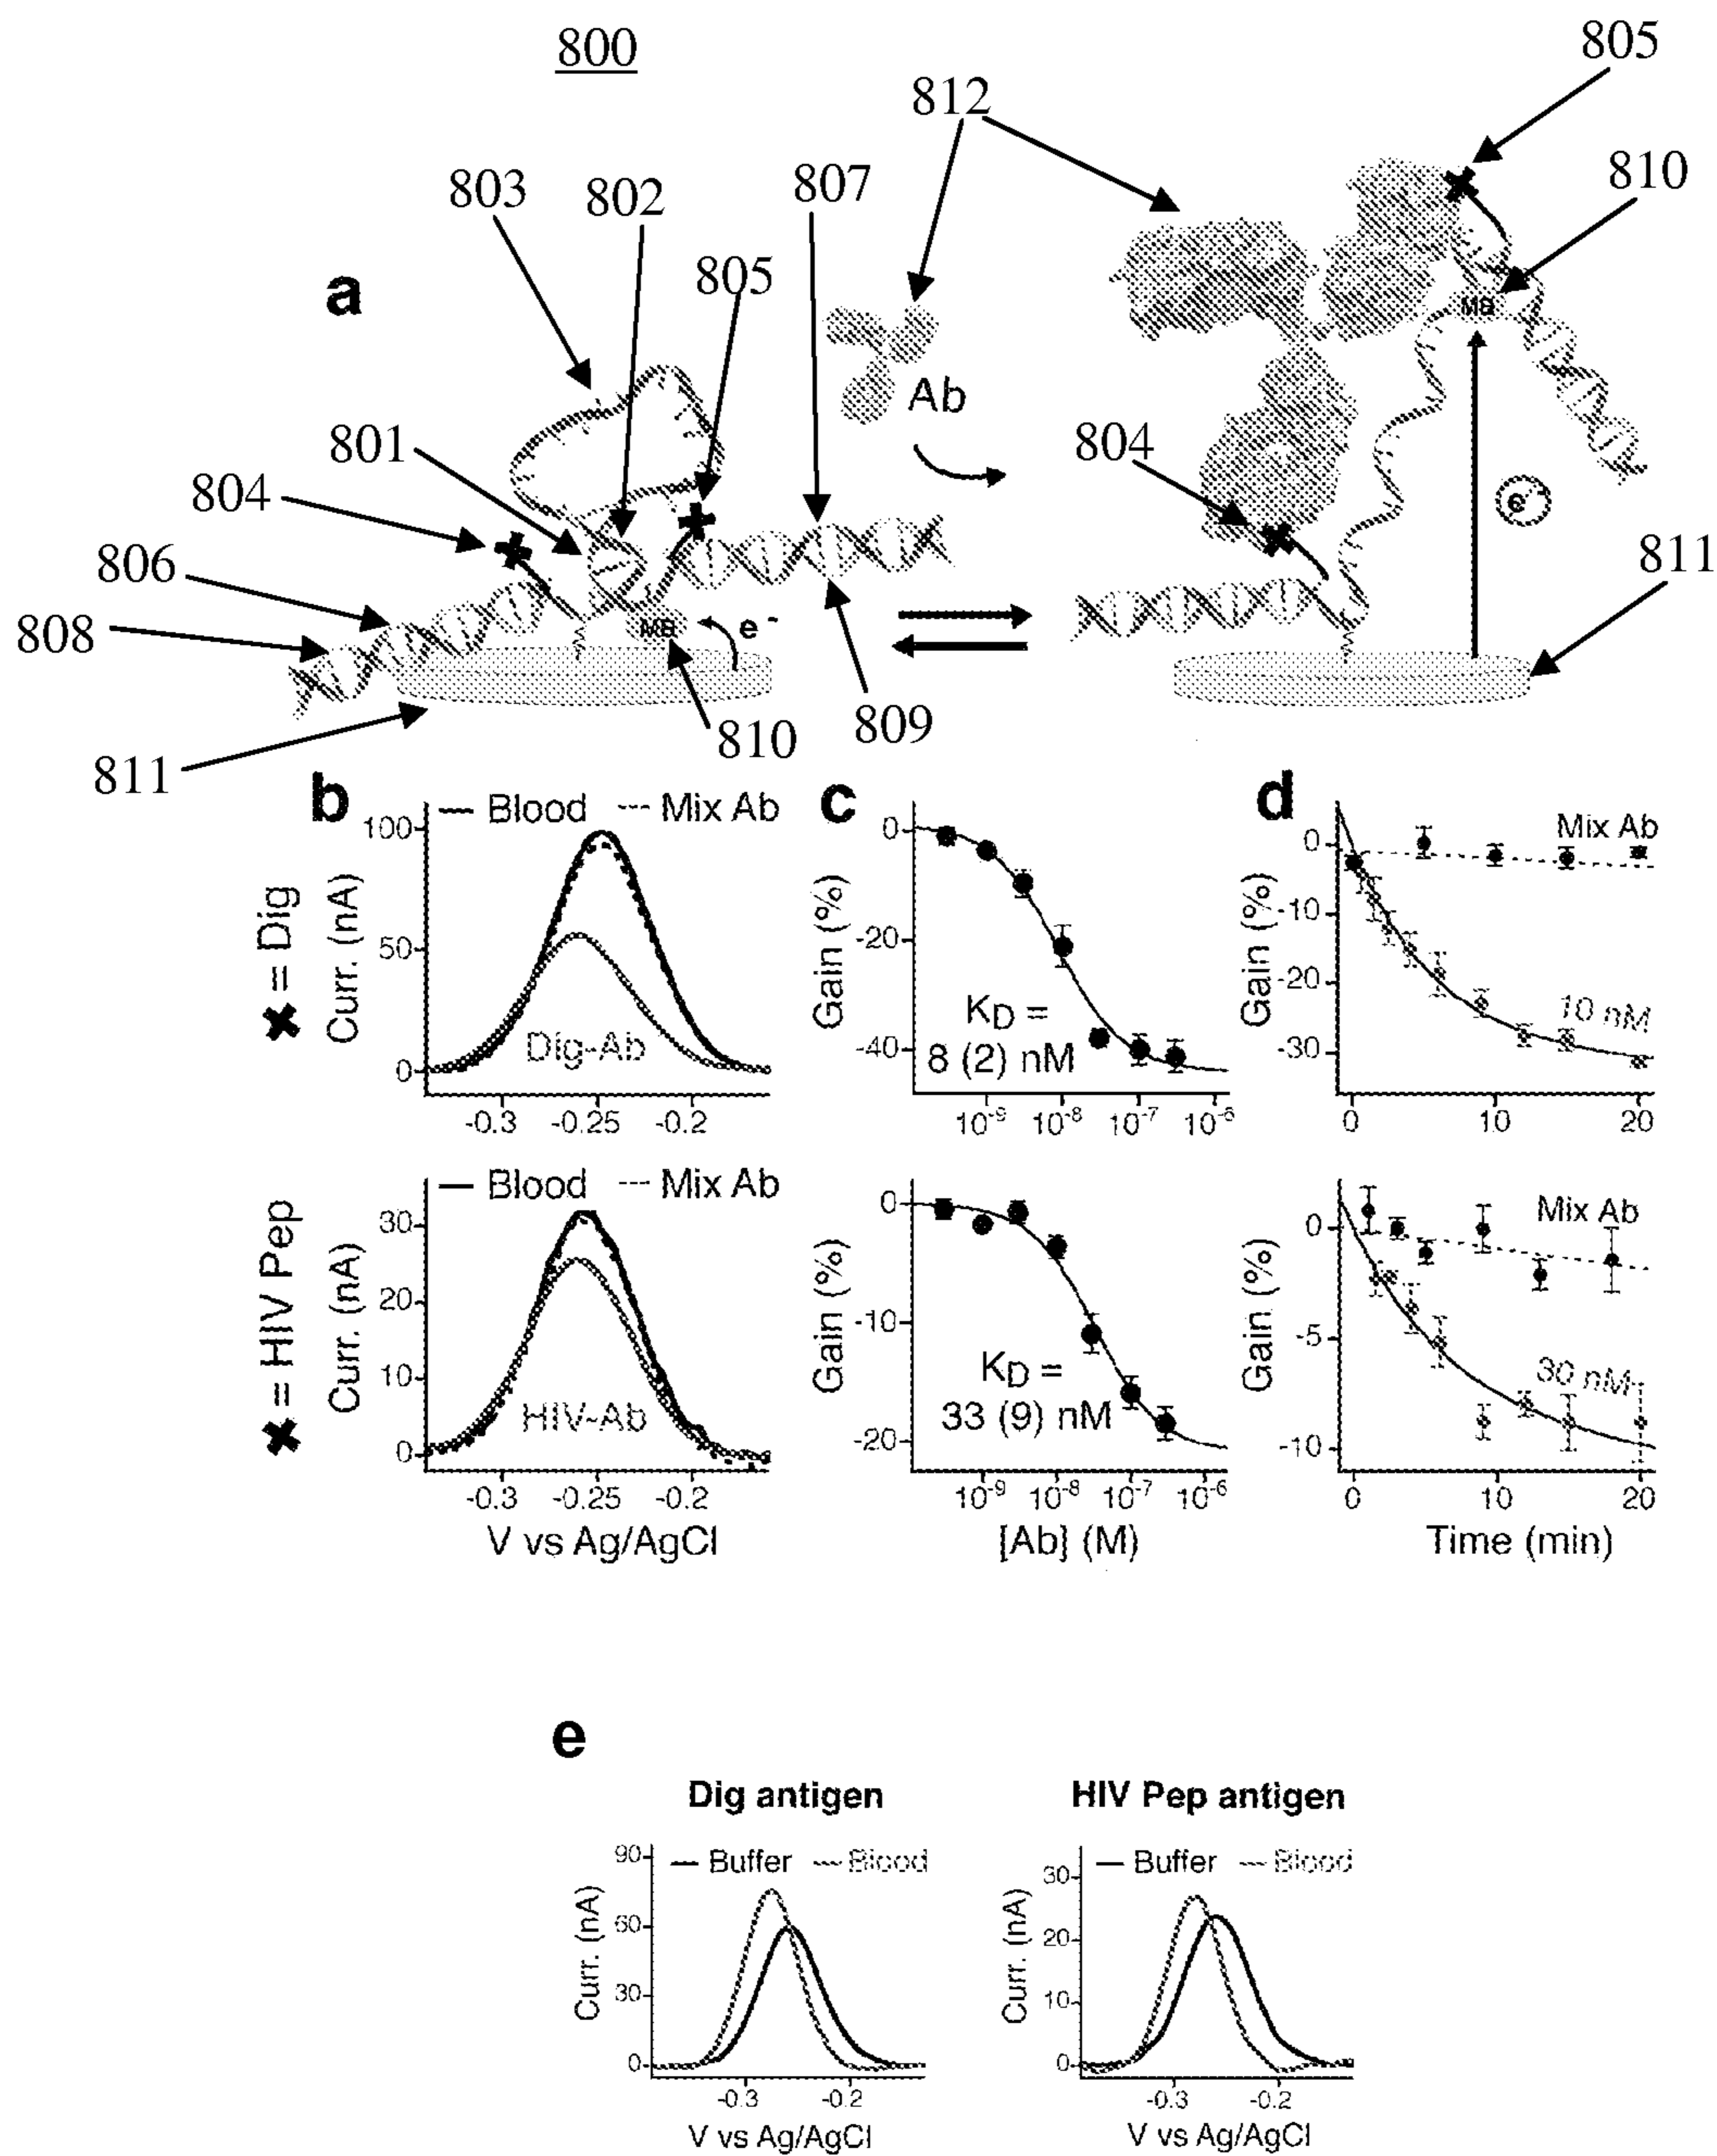 800
805
812
810
803
802
807
a
805
801
Ab
804
804
MB
e-
806
808
MB
e-
811
811
810
809
b
Blood
Mix Ab
= Dig
Curr. (nA)
100
50
0
Dig-Ab
-0.3
-0.25
-0.2
c
Gain (%)
0
-20
-40
KD =
8 (2) nM
10-9
10-8
10-7
10-6
d
Gain (%)
0
-10
-20
-30
Mix Ab
10 nM
0
10
20
Blood
Mix Ab
= HIV Pep
Curr. (nA)
30
20
10
0
HIV-Ab
-0.3
-0.25
-0.2
V vs Ag/AgCl
Gain (%)
0
-10
-20
KD =
33 (9) nM
10-9
10-8
10-7
10-6
[Ab] (M)
Gain (%)
0
-5
-10
Mix Ab
30 nM
0
10
20
Time (min)
e
Dig antigen
Buffer
Blood
Curr. (nA)
90
60
30
0
-0.3
-0.2
V vs Ag/AgCl
HIV Pep antigen
Buffer
Blood
Curr. (nA)
30
20
10
0
-0.3
-0.2
V vs Ag/AgCl